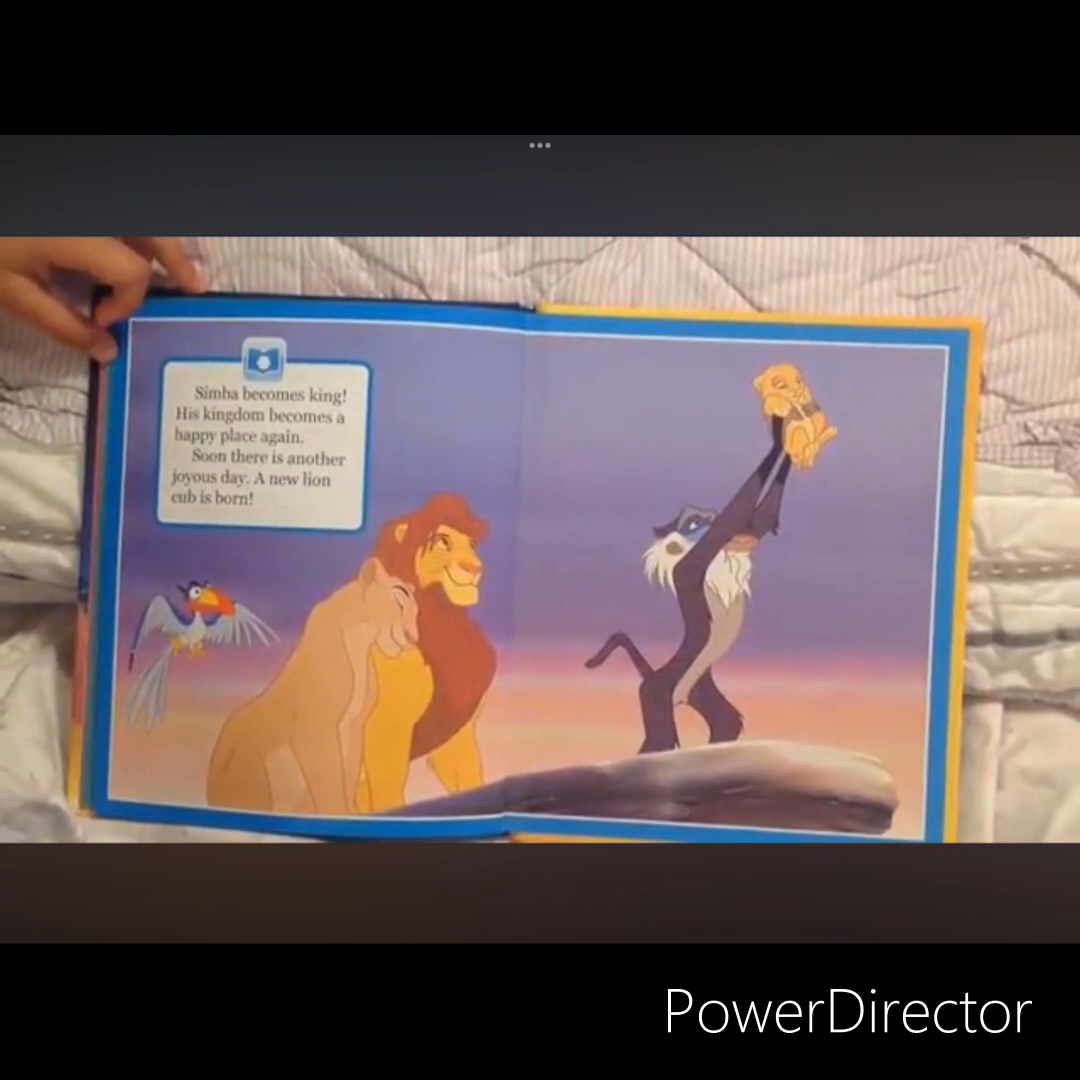 Simba becomes king!
His kingdom becomes a
happy place again.
Soon there is another
joyous day. A new lion
cub is born!
PowerDirector